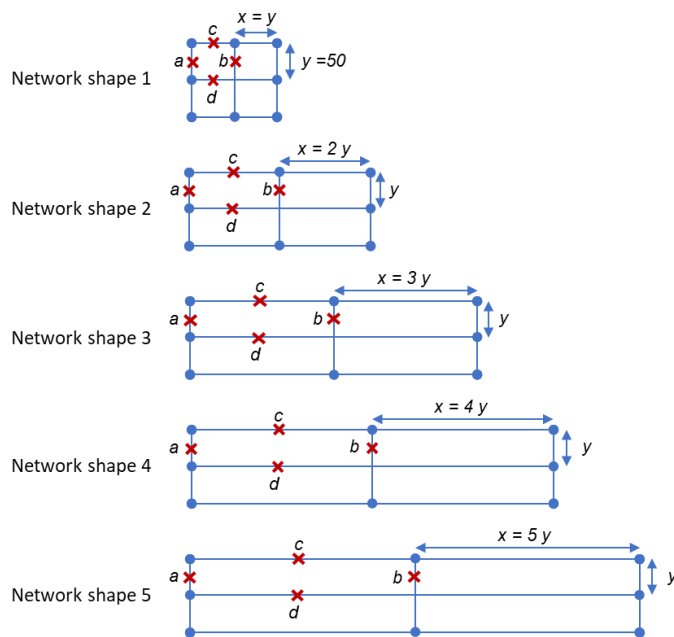 x = y
c
a
b
y =50
Network shape 1
d
x = 2 y
c
a
b
y
Network shape 2
d
x = 3 y
c
a
b
y
Network shape 3
d
x = 4 y
c
a
b
y
Network shape 4
d
x = 5 y
c
a
b
y
Network shape 5
d